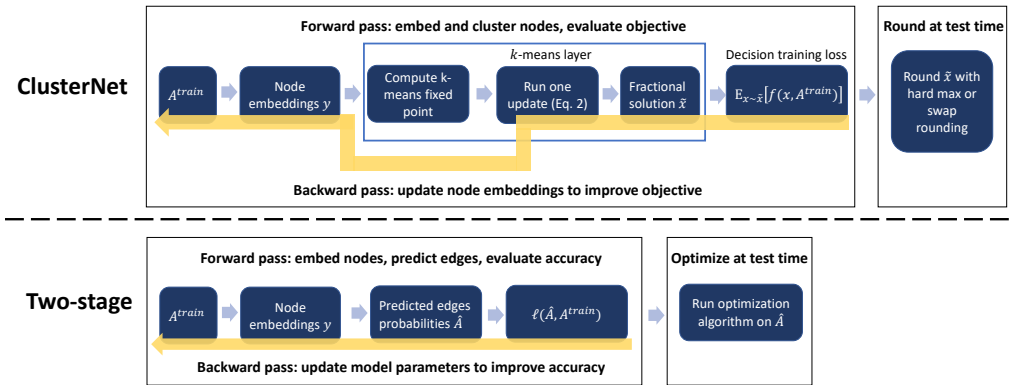 Forward pass: embed and cluster nodes, evaluate objective
Round at test time
ClusterNet
k-means layer
Decision training loss
A^{train}
Node
embeddings y
Compute k-
means fixed
point
Run one
update (Eq. 2)
Fractional
solution x̃
E_{x~x̃}[f(x, A^{train})]
Round x̃ with
hard max or
swap
rounding
Backward pass: update node embeddings to improve objective
Two-stage
Forward pass: embed nodes, predict edges, evaluate accuracy
Optimize at test time
A^{train}
Node
embeddings y
Predicted edges
probabilities Â
ℓ(Â, A^{train})
Run optimization
algorithm on Â
Backward pass: update model parameters to improve accuracy